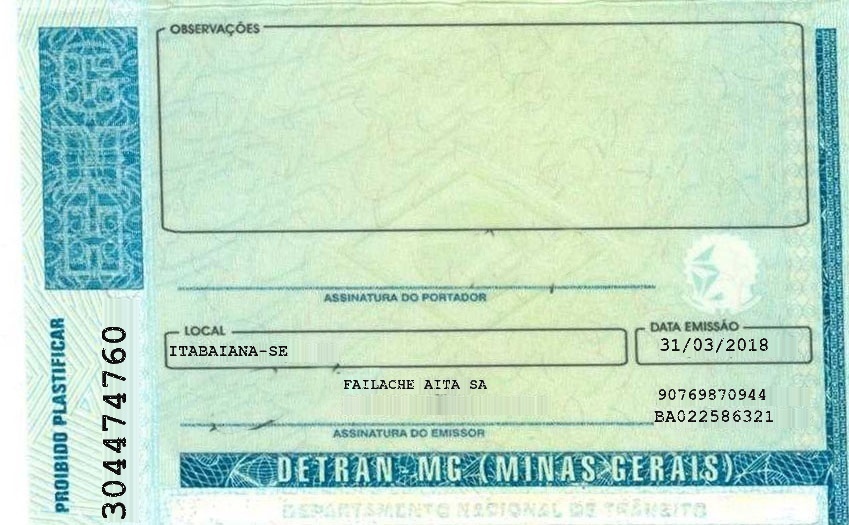 OBSERVAÇÕES
ASSINATURA DO PORTADOR
LOCAL
ITABAIANA-SE
DATA EMISSÃO
31/03/2018
FAILACHE AITA SA
90769870944
BA022586321
ASSINATURA DO EMISSOR
DETRAN-MG (MINAS GERAIS)
DEPARTAMENTO NACIONAL DE TRÂNSITO
PROIBIDO PLASTIFICAR
304474760